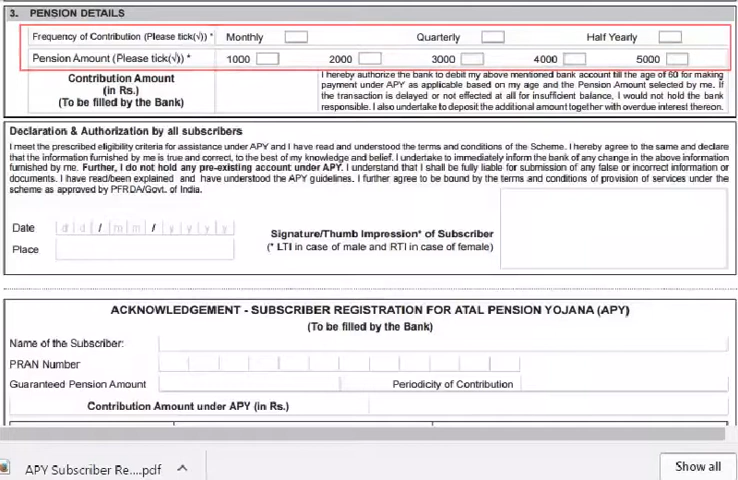 3. PENSION DETAILS
Frequency of Contribution (Please tick(√)) * Monthly Quarterly Half Yearly
Pension Amount (Please tick(√)) * 1000 2000 3000 4000 5000
Contribution Amount
(in Rs.)
(To be filled by the Bank)
I hereby authorize the bank to debit my above mentioned bank account till the age of 60 for making
payment under APY as applicable based on my age and the Pension Amount selected by me. If
the transaction is delayed or not effected at all for insufficient balance, I would not hold the bank
responsible. I also undertake to deposit the additional amount together with overdue interest thereon.
Declaration & Authorization by all subscribers
I meet the prescribed eligibility criteria for assistance under APY and I have read and understood the terms and conditions of the Scheme. I hereby agree to the same and declare
that the information furnished by me is true and correct, to the best of my knowledge and belief. I undertake to immediately inform the bank of any change in the above information
furnished by me. Further, I do not hold any pre-existing account under APY. I understand that I shall be fully liable for submission of any false or incorrect information or
documents. I have read/been explained and have understood the APY guidelines. I further agree to be bound by the terms and conditions of provision of services under the
scheme as approved by PFRDA/Govt. of India.
Date d d / m m / y y y y
Place
Signature/Thumb Impression* of Subscriber
(* LTI in case of male and RTI in case of female)
ACKNOWLEDGEMENT - SUBSCRIBER REGISTRATION FOR ATAL PENSION YOJANA (APY)
(To be filled by the Bank)
Name of the Subscriber:
PRAN Number
Guaranteed Pension Amount Periodicity of Contribution
Contribution Amount under APY (in Rs.)
APY Subscriber Re....pdf Show all